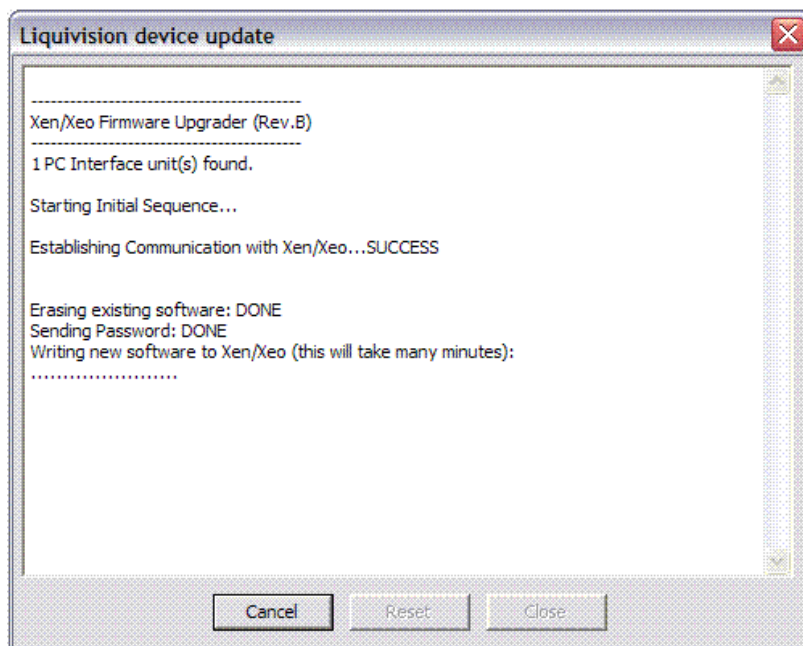 Liquivision device update
------------------------------------------
Xen/Xeo Firmware Upgrader (Rev.B)
------------------------------------------
1 PC Interface unit(s) found.
Starting Initial Sequence...
Establishing Communication with Xen/Xeo...SUCCESS
Erasing existing software: DONE
Sending Password: DONE
Writing new software to Xen/Xeo (this will take many minutes):
.......................
Cancel Reset Close